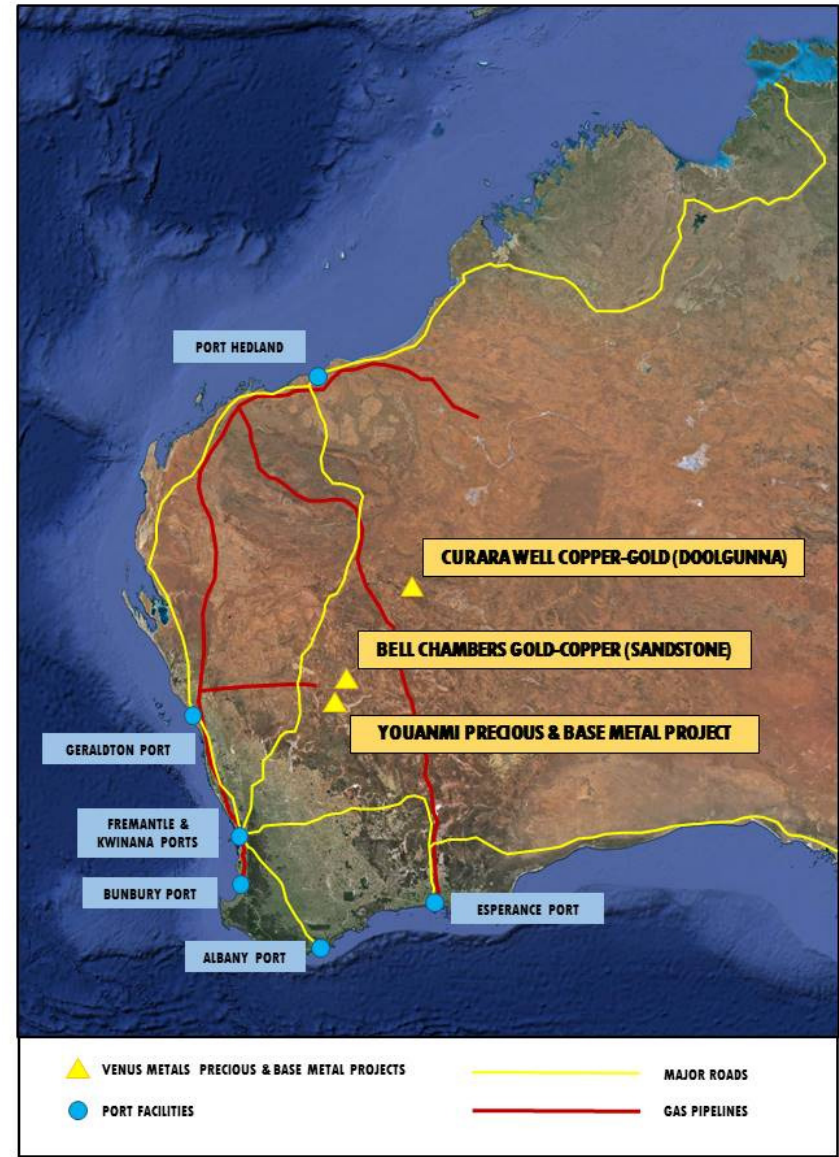 PORT HEDLAND
CURARA WELL COPPER-GOLD (DOOLGUNNA)
BELL CHAMBERS GOLD-COPPER (SANDSTONE)
YOUANMI PRECIOUS & BASE METAL PROJECT
GERALDTON PORT
FREMANTLE &
KWINANA PORTS
BUNBURY PORT
ESPERANCE PORT
ALBANY PORT
VENUS METALS PRECIOUS & BASE METAL PROJECTS
MAJOR ROADS
PORT FACILITIES
GAS PIPELINES